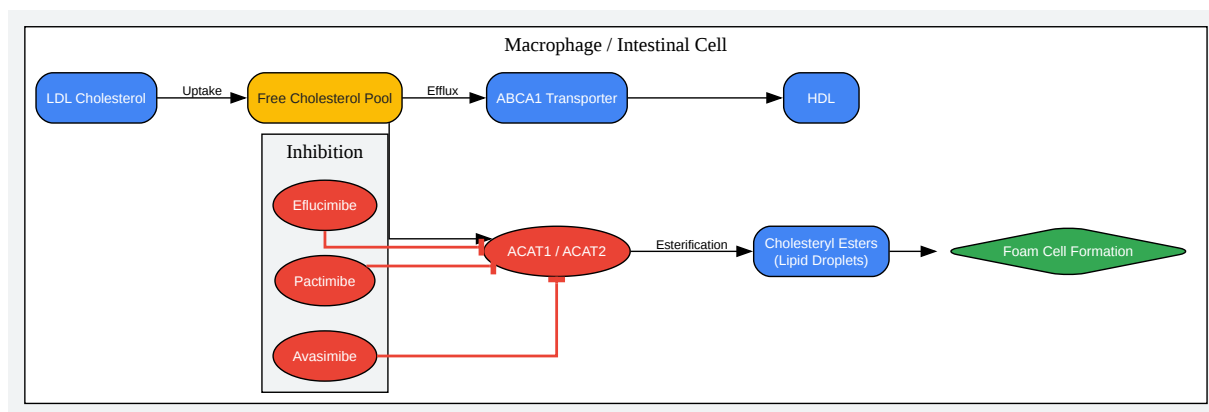 Macrophage / Intestinal Cell
LDL Cholesterol
Uptake
Free Cholesterol Pool
Efflux
ABCA1 Transporter
HDL
Inhibition
Eflucimibe
Pactimibe
Avasimibe
ACAT1 / ACAT2
Esterification
Cholesteryl Esters
(Lipid Droplets)
Foam Cell Formation